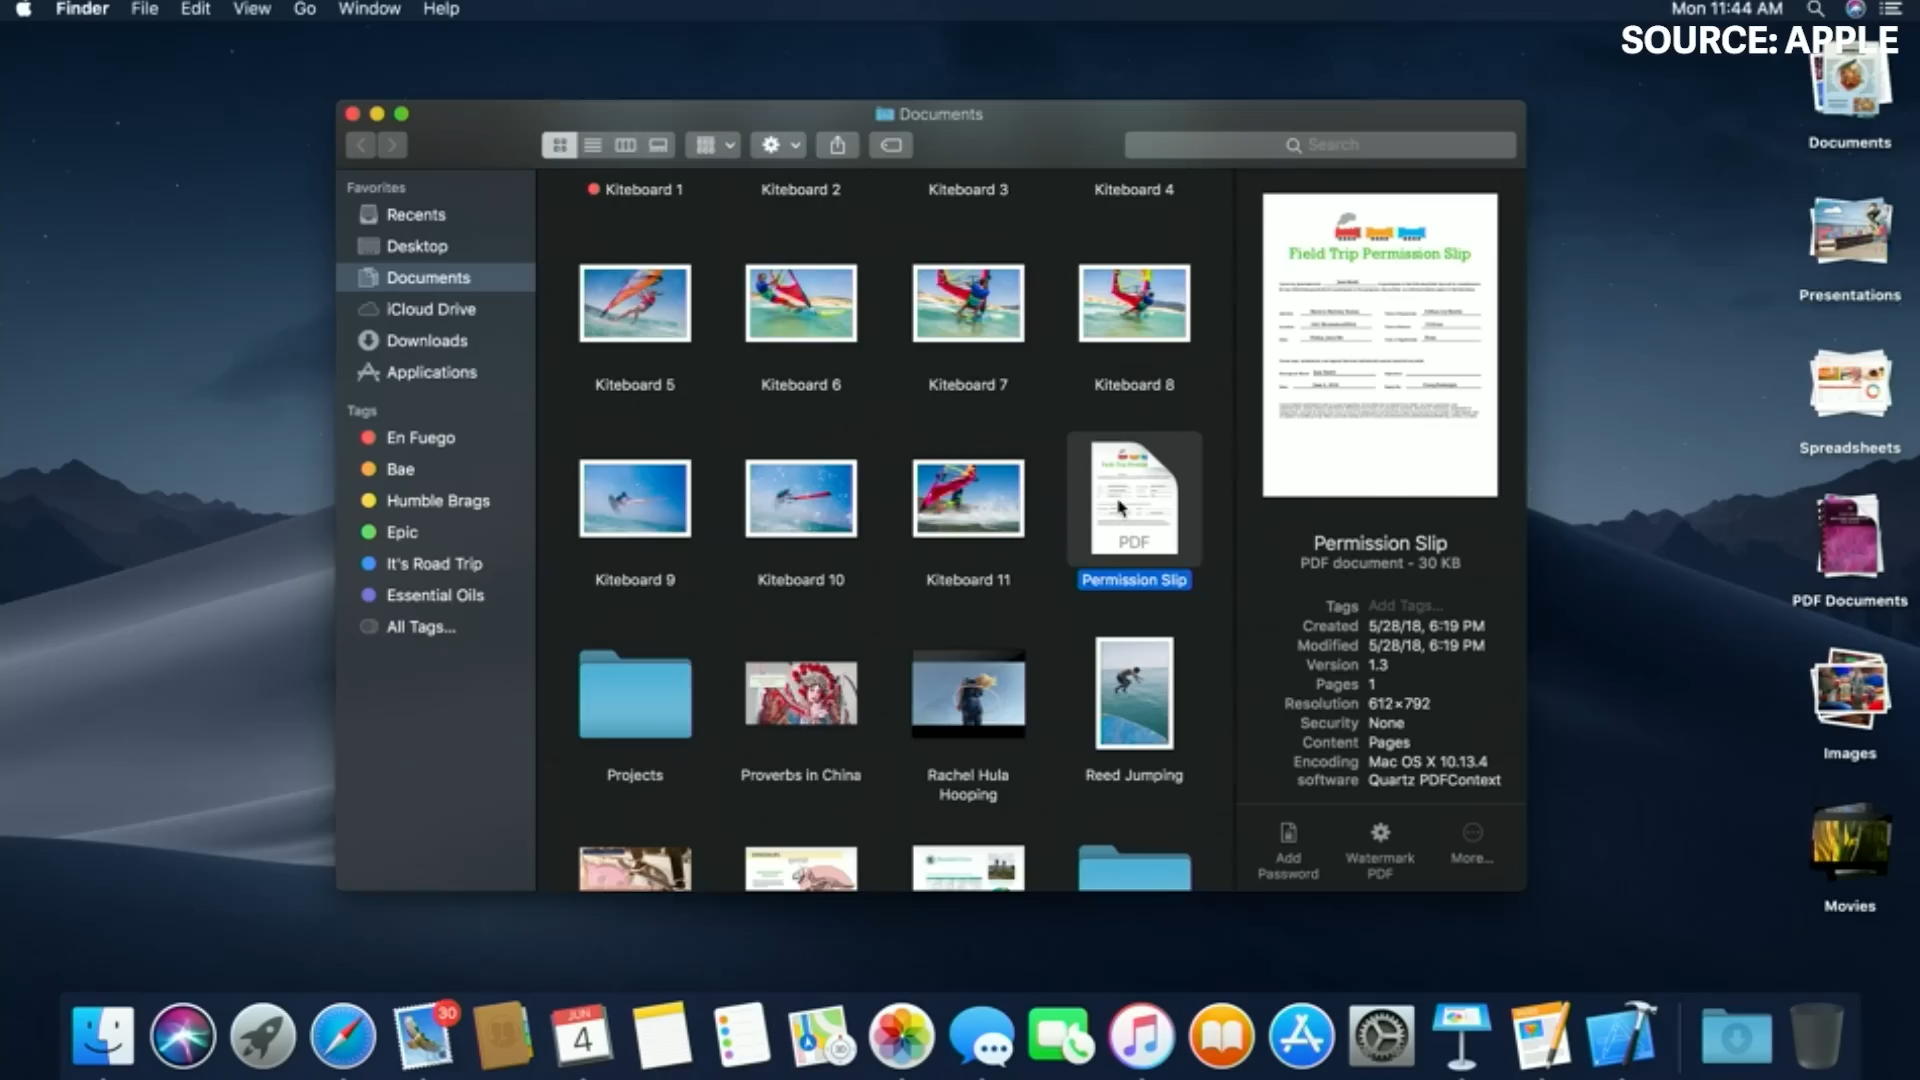 Finder File Edit View Go Window Help
Mon 11:44 AM
SOURCE: APPLE
Documents
Search
Favorites
Recents
Desktop
Documents
iCloud Drive
Downloads
Applications
Tags
En Fuego
Bae
Humble Brags
Epic
It's Road Trip
Essential Oils
All Tags...
Kiteboard 1
Kiteboard 2
Kiteboard 3
Kiteboard 4
Kiteboard 5
Kiteboard 6
Kiteboard 7
Kiteboard 8
Kiteboard 9
Kiteboard 10
Kiteboard 11
PDF
Permission Slip
Projects
Proverbs in China
Rachel Hula
Hooping
Reed Jumping
Field Trip Permission Slip
Permission Slip
PDF document - 30 KB
Tags Add Tags...
Created 5/28/18, 6:19 PM
Modified 5/28/18, 6:19 PM
Version 1.3
Pages 1
Resolution 612×792
Security None
Content Pages
Encoding Mac OS X 10.13.4
software Quartz PDFContext
Add
Password
Watermark
PDF
More...
Documents
Presentations
Spreadsheets
PDF Documents
Images
Movies
30
JUN
4